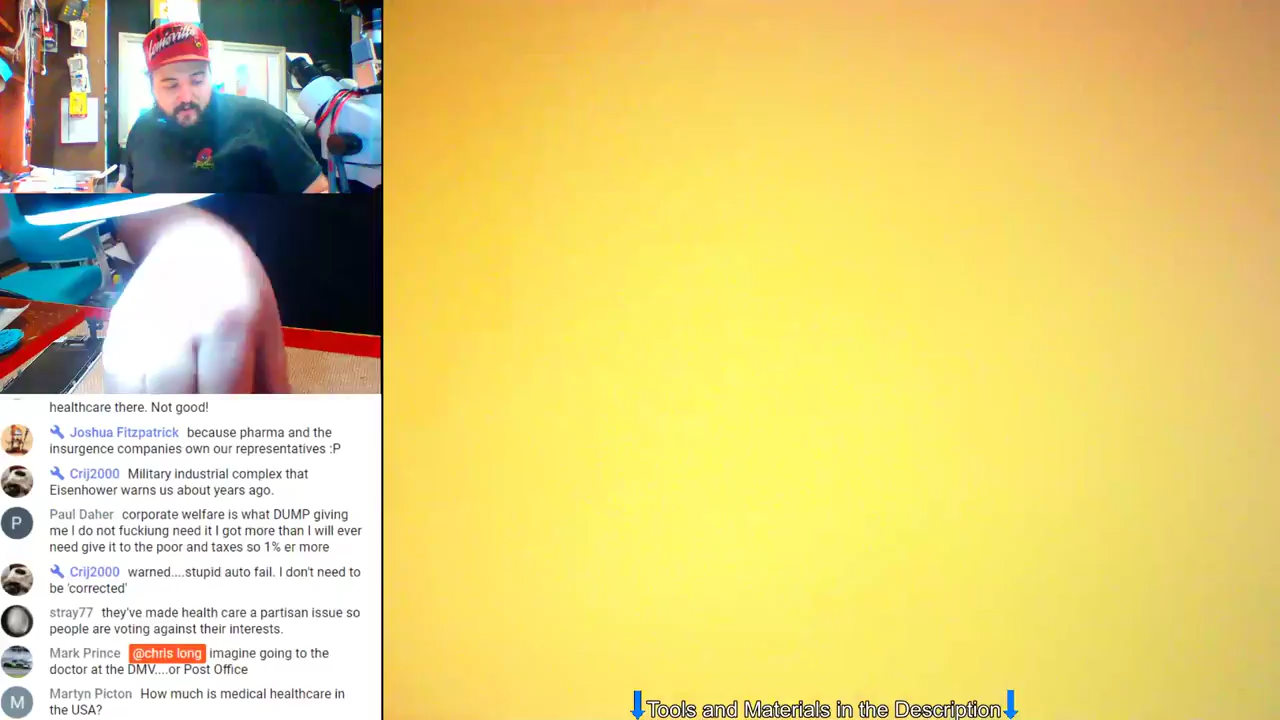 Louisville
healthcare there. Not good!
Joshua Fitzpatrick because pharma and the
insurgence companies own our representatives :P
Crij2000 Military industrial complex that
Eisenhower warns us about years ago.
P
Paul Daher corporate welfare is what DUMP giving
me I do not fuckiung need it I got more than I will ever
need give it to the poor and taxes so 1% er more
Crij2000 warned....stupid auto fail. I don't need to
be 'corrected'
stray77 they've made health care a partisan issue so
people are voting against their interests.
Mark Prince @chris long imagine going to the
doctor at the DMV....or Post Office
M
Martyn Picton How much is medical healthcare in
the USA?
Tools and Materials in the Description